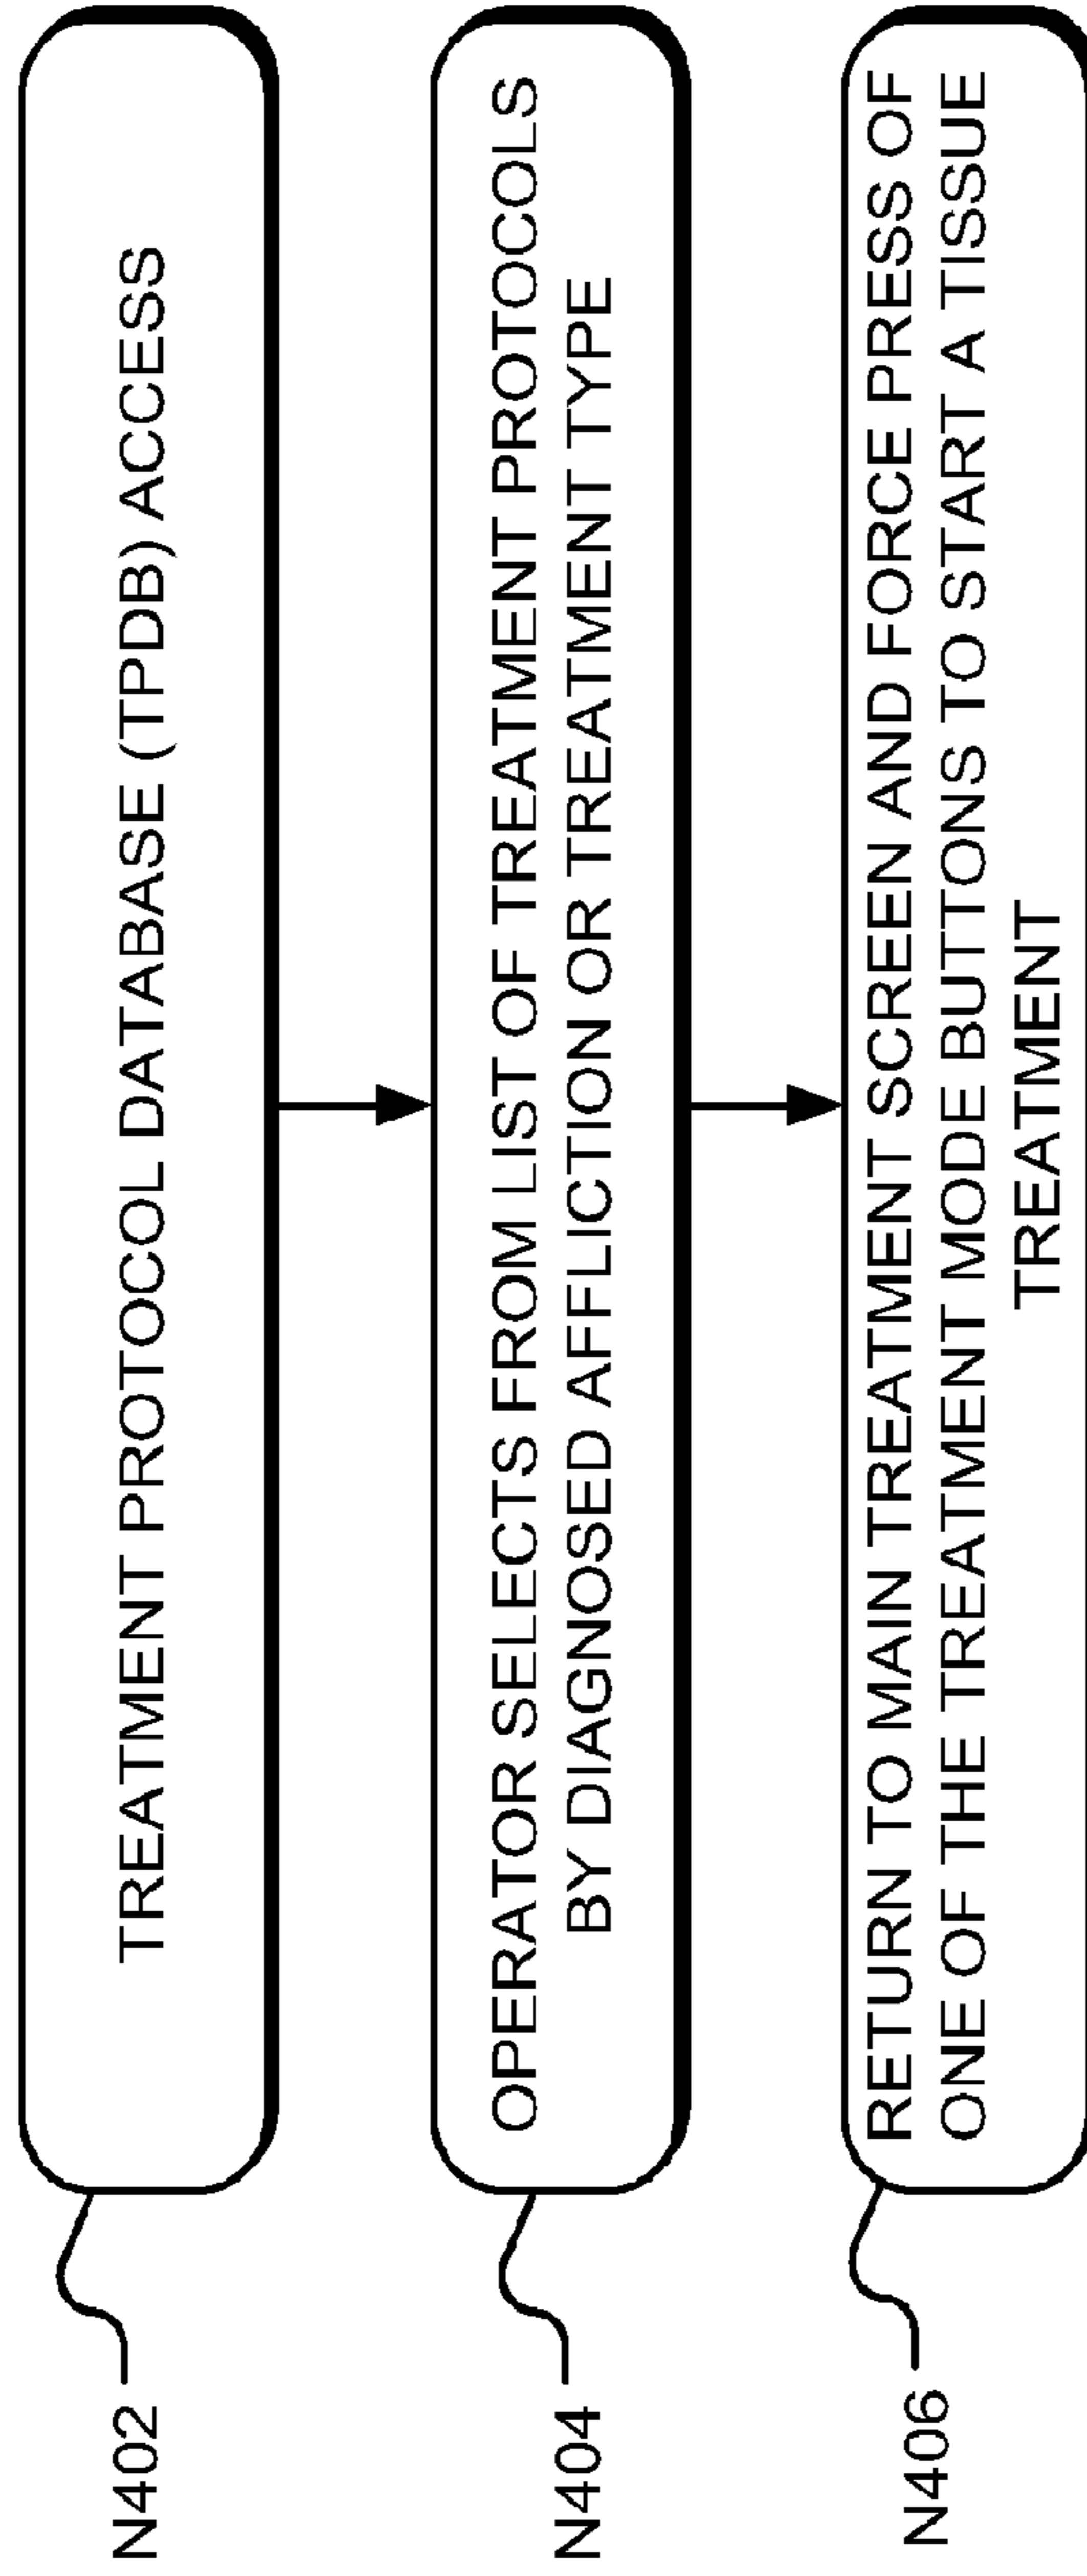 N402
TREATMENT PROTOCOL DATABASE (TPDB) ACCESS
N404
OPERATOR SELECTS FROM LIST OF TREATMENT PROTOCOLS
BY DIAGNOSED AFFLICTION OR TREATMENT TYPE
N406
RETURN TO MAIN TREATMENT SCREEN AND FORCE PRESS OF
ONE OF THE TREATMENT MODE BUTTONS TO START A TISSUE
TREATMENT